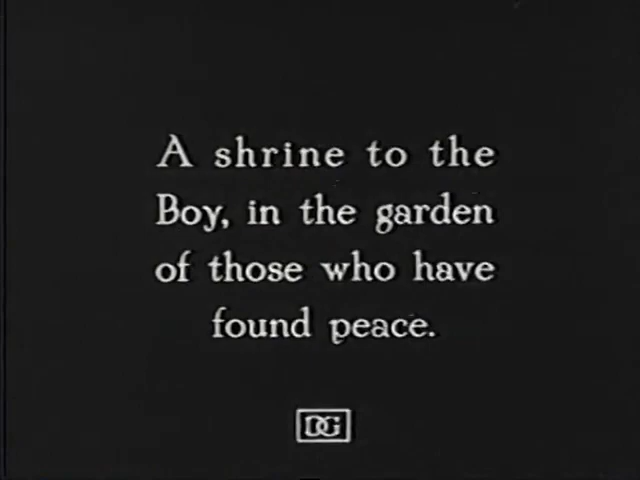 A shrine to the
Boy, in the garden
of those who have
found peace.
DG